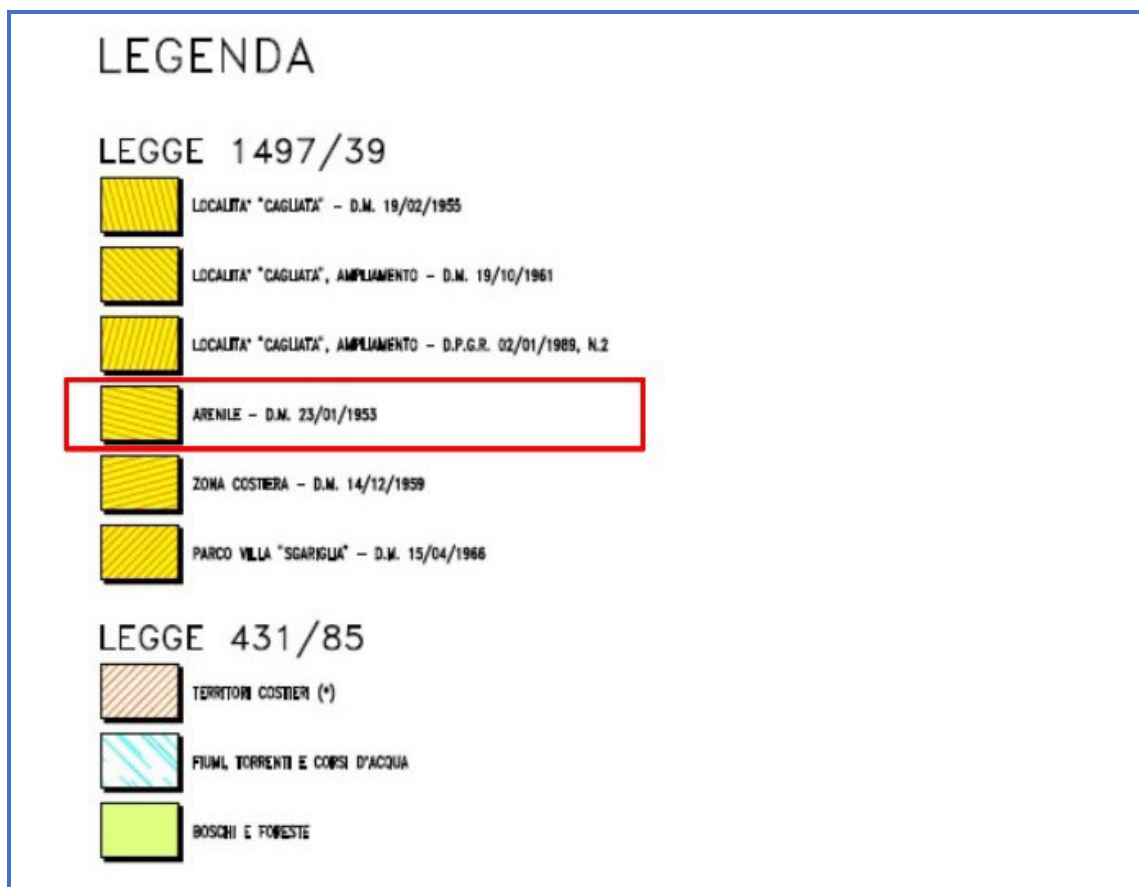 LEGENDA
LEGGE 1497/39
LOCALITA' "CAGLIATA" - D.M. 19/02/1955
LOCALITA' "CAGLIATA", AMPLIAMENTO - D.M. 19/10/1961
LOCALITA' "CAGLIATA", AMPLIAMENTO - D.P.G.R. 02/01/1989, N.2
ARENILE - D.M. 23/01/1953
ZONA COSTIERA - D.M. 14/12/1959
PARCO VILLA "SGARIGLIA" - D.M. 15/04/1966
LEGGE 431/85
TERRITORI COSTIERI (*)
FIUMI, TORRENTI E CORSI D'ACQUA
BOSCHI E FORESTE